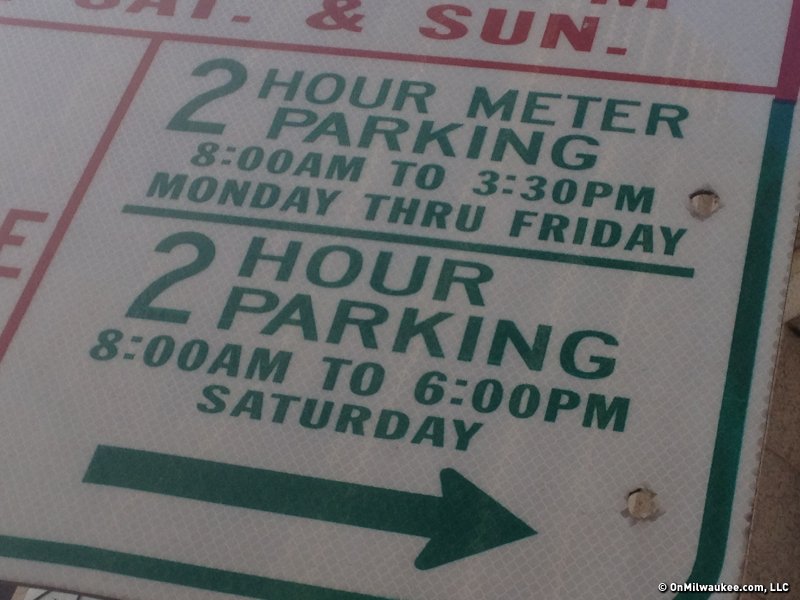 SAT. & SUN.
2 HOUR METER
PARKING
8:00AM TO 3:30PM
MONDAY THRU FRIDAY
2 HOUR
PARKING
8:00AM TO 6:00PM
SATURDAY
© OnMilwaukee.com, LLC